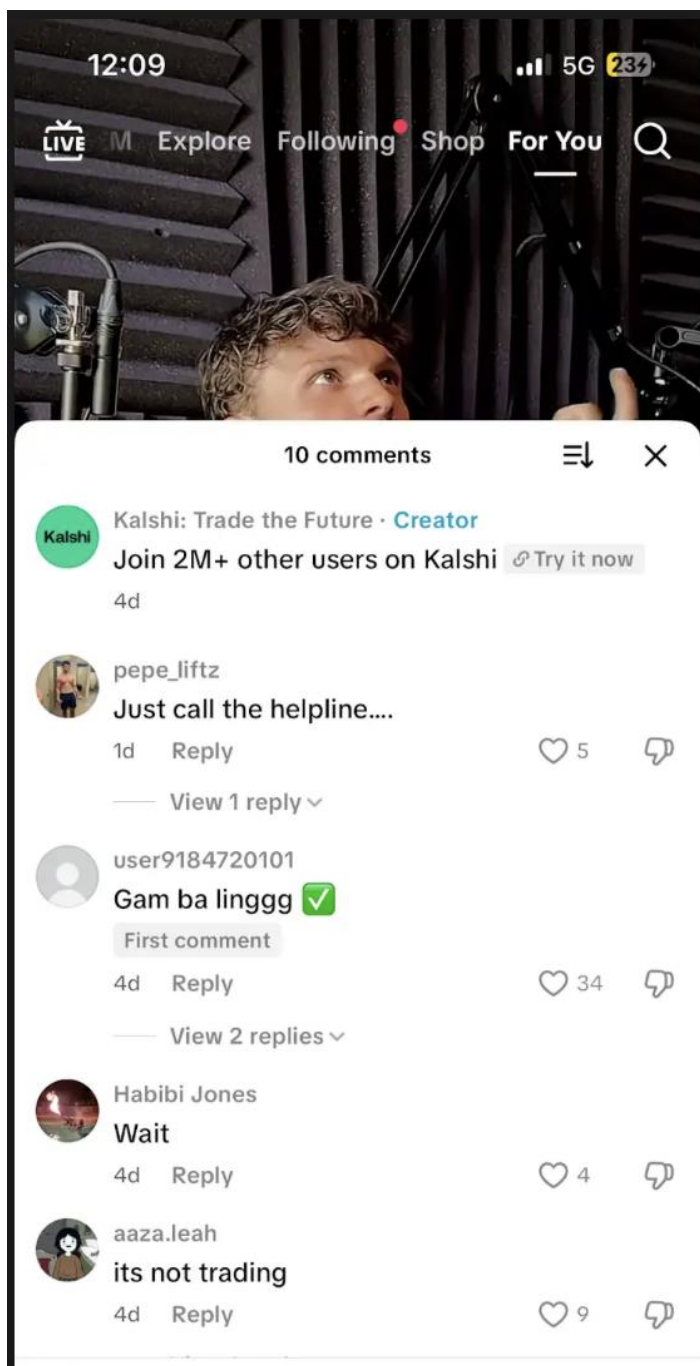 12:09 5G 23
LIVE M Explore Following Shop For You
10 comments
Kalshi
Kalshi: Trade the Future · Creator
Join 2M+ other users on Kalshi Try it now
4d
pepe_liftz
Just call the helpline....
1d Reply 5
View 1 reply
user9184720101
Gam ba linggg ✅
First comment
4d Reply 34
View 2 replies
Habibi Jones
Wait
4d Reply 4
aaza.leah
its not trading
4d Reply 9